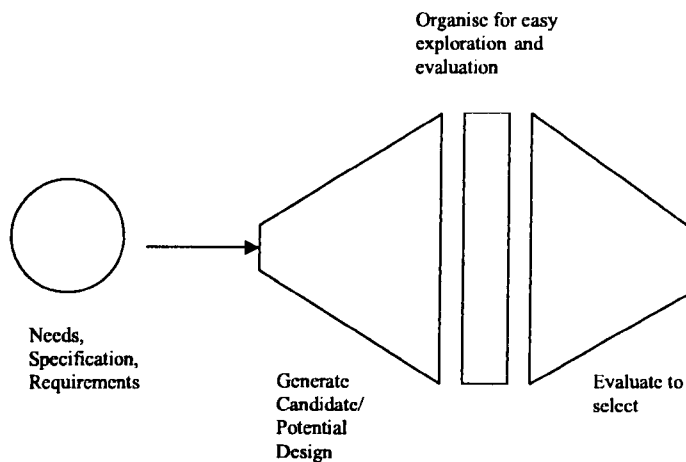 Organise for easy
exploration and
evaluation
Needs,
Specification,
Requirements
Generate
Candidate/
Potential
Design
Evaluate to
select